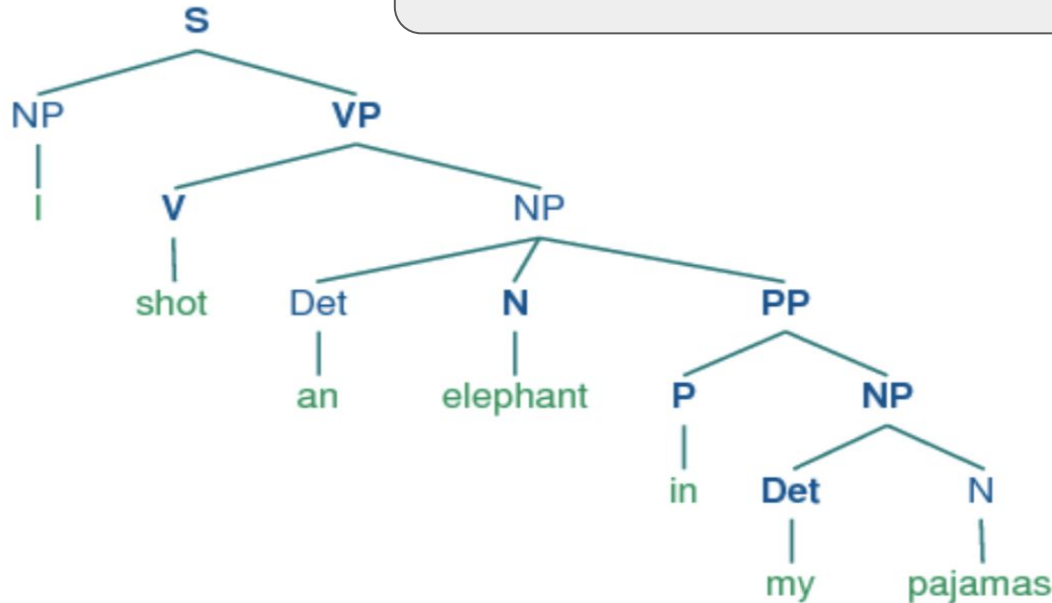 S
NP VP
I V NP
shot Det N PP
an elephant P NP
in Det N
my pajamas